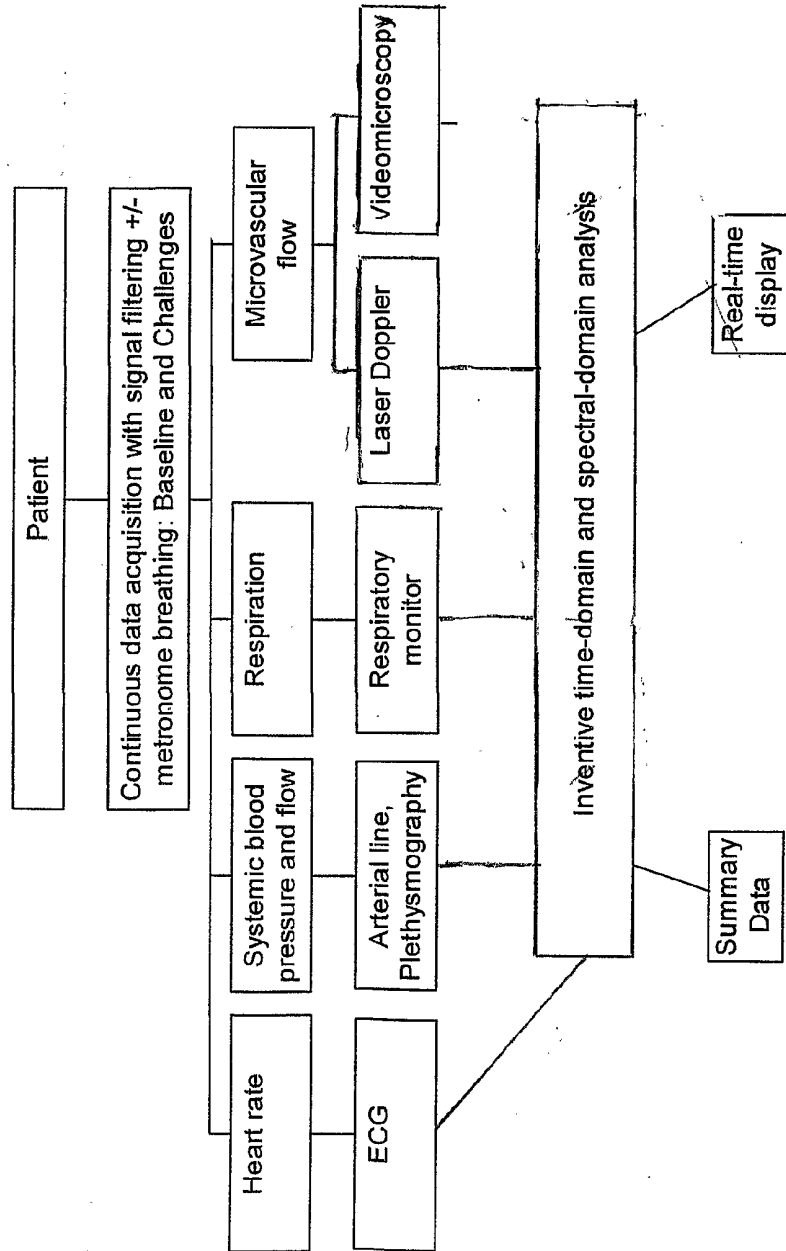 Patient
Continuous data acquisition with signal filtering +/-
metronome breathing: Baseline and Challenges
Heart rate
Systemic blood
pressure and flow
Respiration
Microvascular
flow
ECG
Arterial line,
Plethysmography
Respiratory
monitor
Laser Doppler
Videomicroscopy
Inventive time-domain and spectral-domain analysis
Summary
Data
Real-time
display